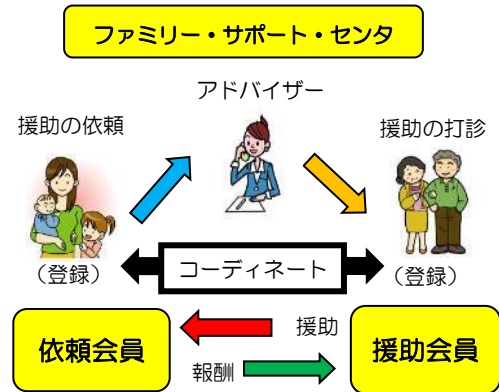 ファミリー・サポート・センタ
アドバイザー
援助の依頼
援助の打診
（登録）
コーディネート
（登録）
依頼会員
援助
報酬
援助会員